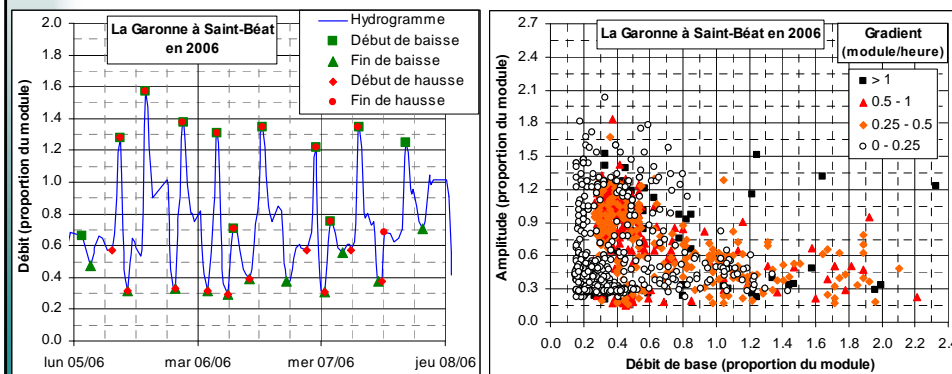 La Garonne à Saint-Béat
en 2006
Hydrogramme
Début de baisse
Fin de baisse
Début de hausse
Fin de hausse
Débit (proportion du module)
2.0
1.8
1.6
1.4
1.2
1.0
0.8
0.6
0.4
0.2
0.0
lun 05/06
mar 06/06
mer 07/06
jeu 08/06
La Garonne à Saint-Béat en 2006
Gradient
(module/heure)
> 1
0.5 - 1
0.25 - 0.5
0 - 0.25
Amplitude (proportion du module)
2.7
2.4
2.1
1.8
1.5
1.2
0.9
0.6
0.3
0.0
0.0 0.2 0.4 0.6 0.8 1.0 1.2 1.4 1.6 1.8 2.0 2.2 2.4
Débit de base (proportion du module)